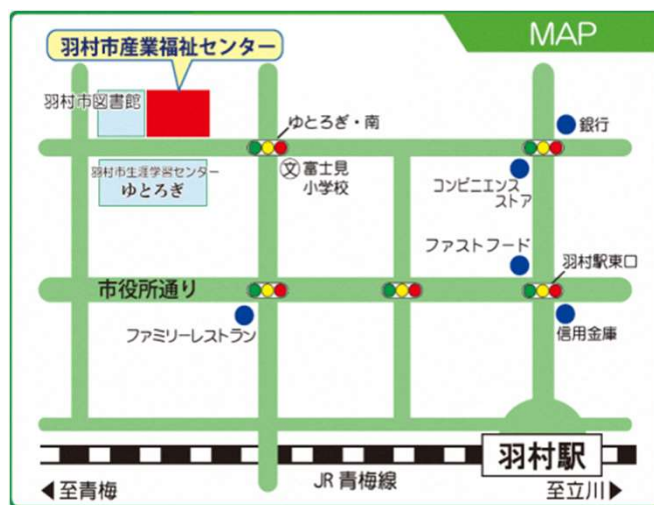 MAP
羽村市産業福祉センター
羽村市図書館
ゆとろぎ・南
銀行
羽村市生涯学習センター
ゆとろぎ
文
富士見
小学校
コンビニエンス
ストア
ファストフード
羽村駅東口
市役所通り
ファミリーレストラン
信用金庫
羽村駅
JR 青梅線
至青梅
至立川